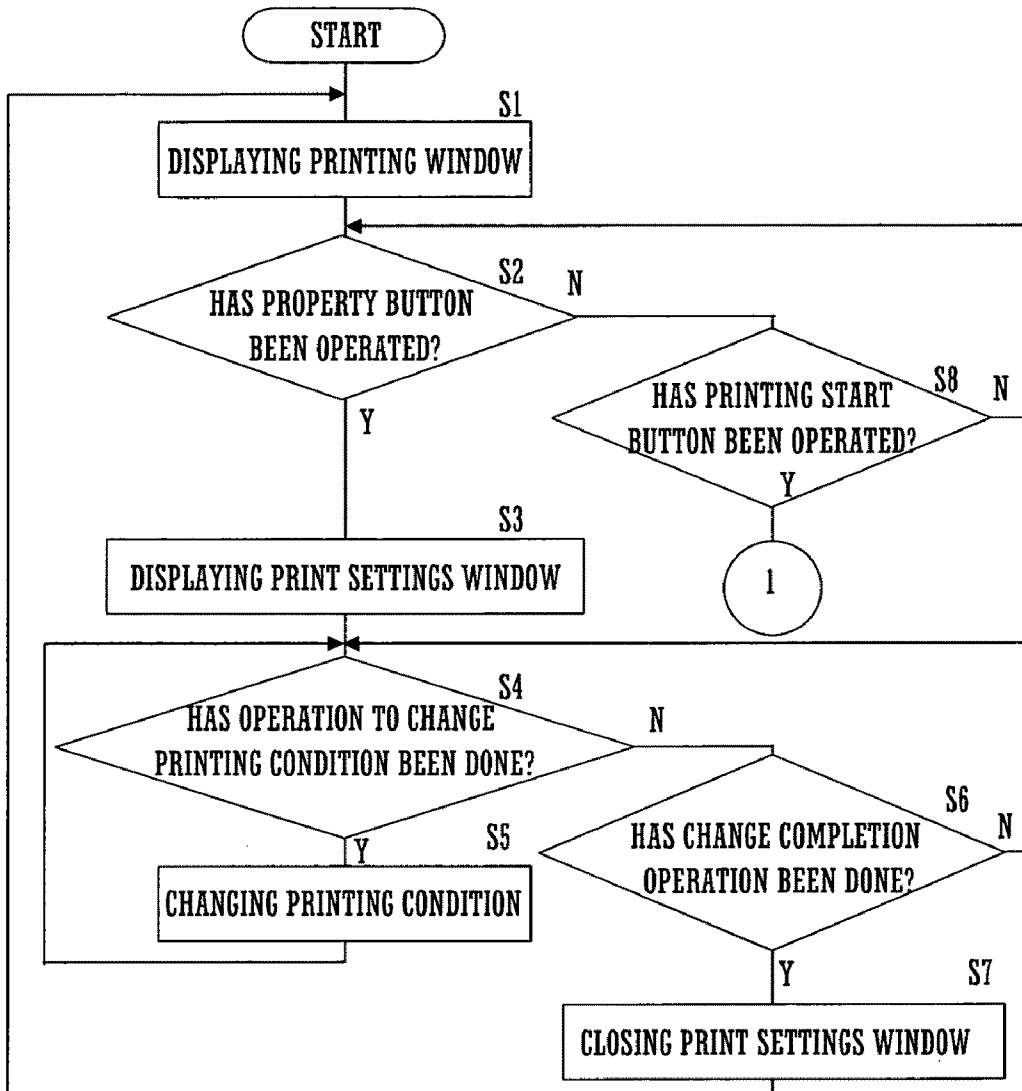 START
S1
DISPLAYING PRINTING WINDOW
S2
N
HAS PROPERTY BUTTON
BEEN OPERATED?
Y
S8
N
HAS PRINTING START
BUTTON BEEN OPERATED?
Y
1
S3
DISPLAYING PRINT SETTINGS WINDOW
S4
N
HAS OPERATION TO CHANGE
PRINTING CONDITION BEEN DONE?
Y
S5
CHANGING PRINTING CONDITION
S6
N
HAS CHANGE COMPLETION
OPERATION BEEN DONE?
Y
S7
CLOSING PRINT SETTINGS WINDOW